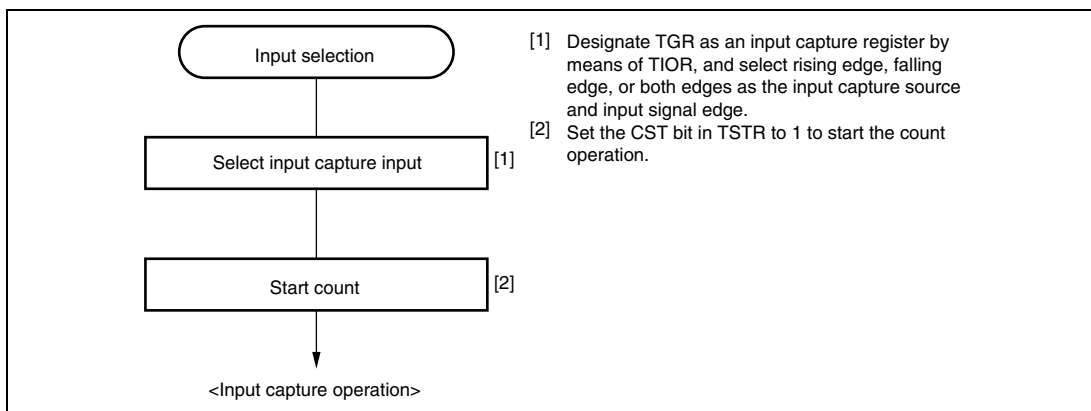 Input selection
Select input capture input
[1]
Start count
[2]
<Input capture operation>
[1] Designate TGR as an input capture register by
means of TIOR, and select rising edge, falling
edge, or both edges as the input capture source
and input signal edge.
[2] Set the CST bit in TSTR to 1 to start the count
operation.